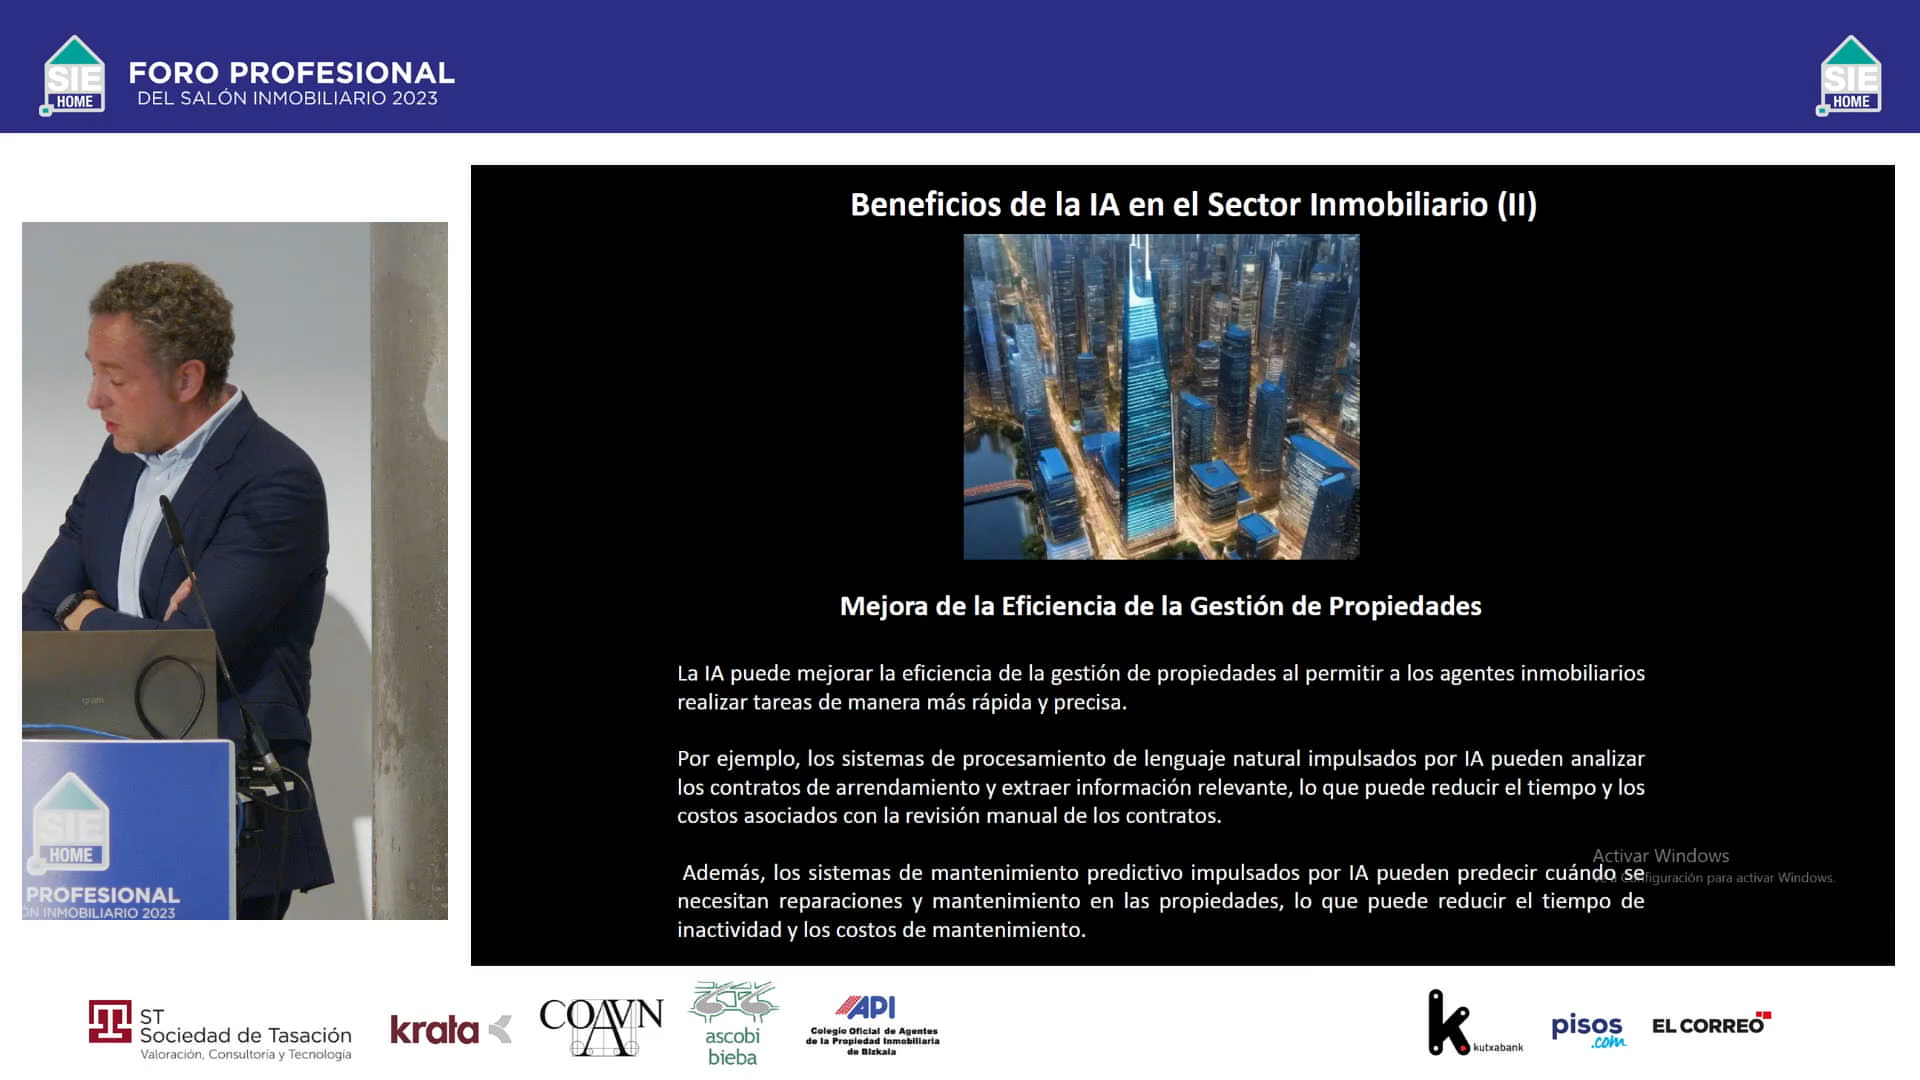 SIE
HOME
FORO PROFESIONAL
DEL SALÓN INMOBILIARIO 2023
SIE
HOME
Beneficios de la IA en el Sector Inmobiliario (II)
Mejora de la Eficiencia de la Gestión de Propiedades
La IA puede mejorar la eficiencia de la gestión de propiedades al permitir a los agentes inmobiliarios
realizar tareas de manera más rápida y precisa.
Por ejemplo, los sistemas de procesamiento de lenguaje natural impulsados por IA pueden analizar
los contratos de arrendamiento y extraer información relevante, lo que puede reducir el tiempo y los
costos asociados con la revisión manual de los contratos.
Además, los sistemas de mantenimiento predictivo impulsados por IA pueden predecir cuándo se
necesitan reparaciones y mantenimiento en las propiedades, lo que puede reducir el tiempo de
inactividad y los costos de mantenimiento.
Activar Windows
Configuración para activar Windows.
gram
SIE
HOME
PROFESIONAL
ÓN INMOBILIARIO 2023
ST
Sociedad de Tasación
Valoración, Consultoría y Tecnología
krata
COAVN
ascobi
bieba
API
Colegio Oficial de Agentes
de la Propiedad Inmobiliaria
de Bizkaia
k
kutxabank
pisos
.com
EL CORREO